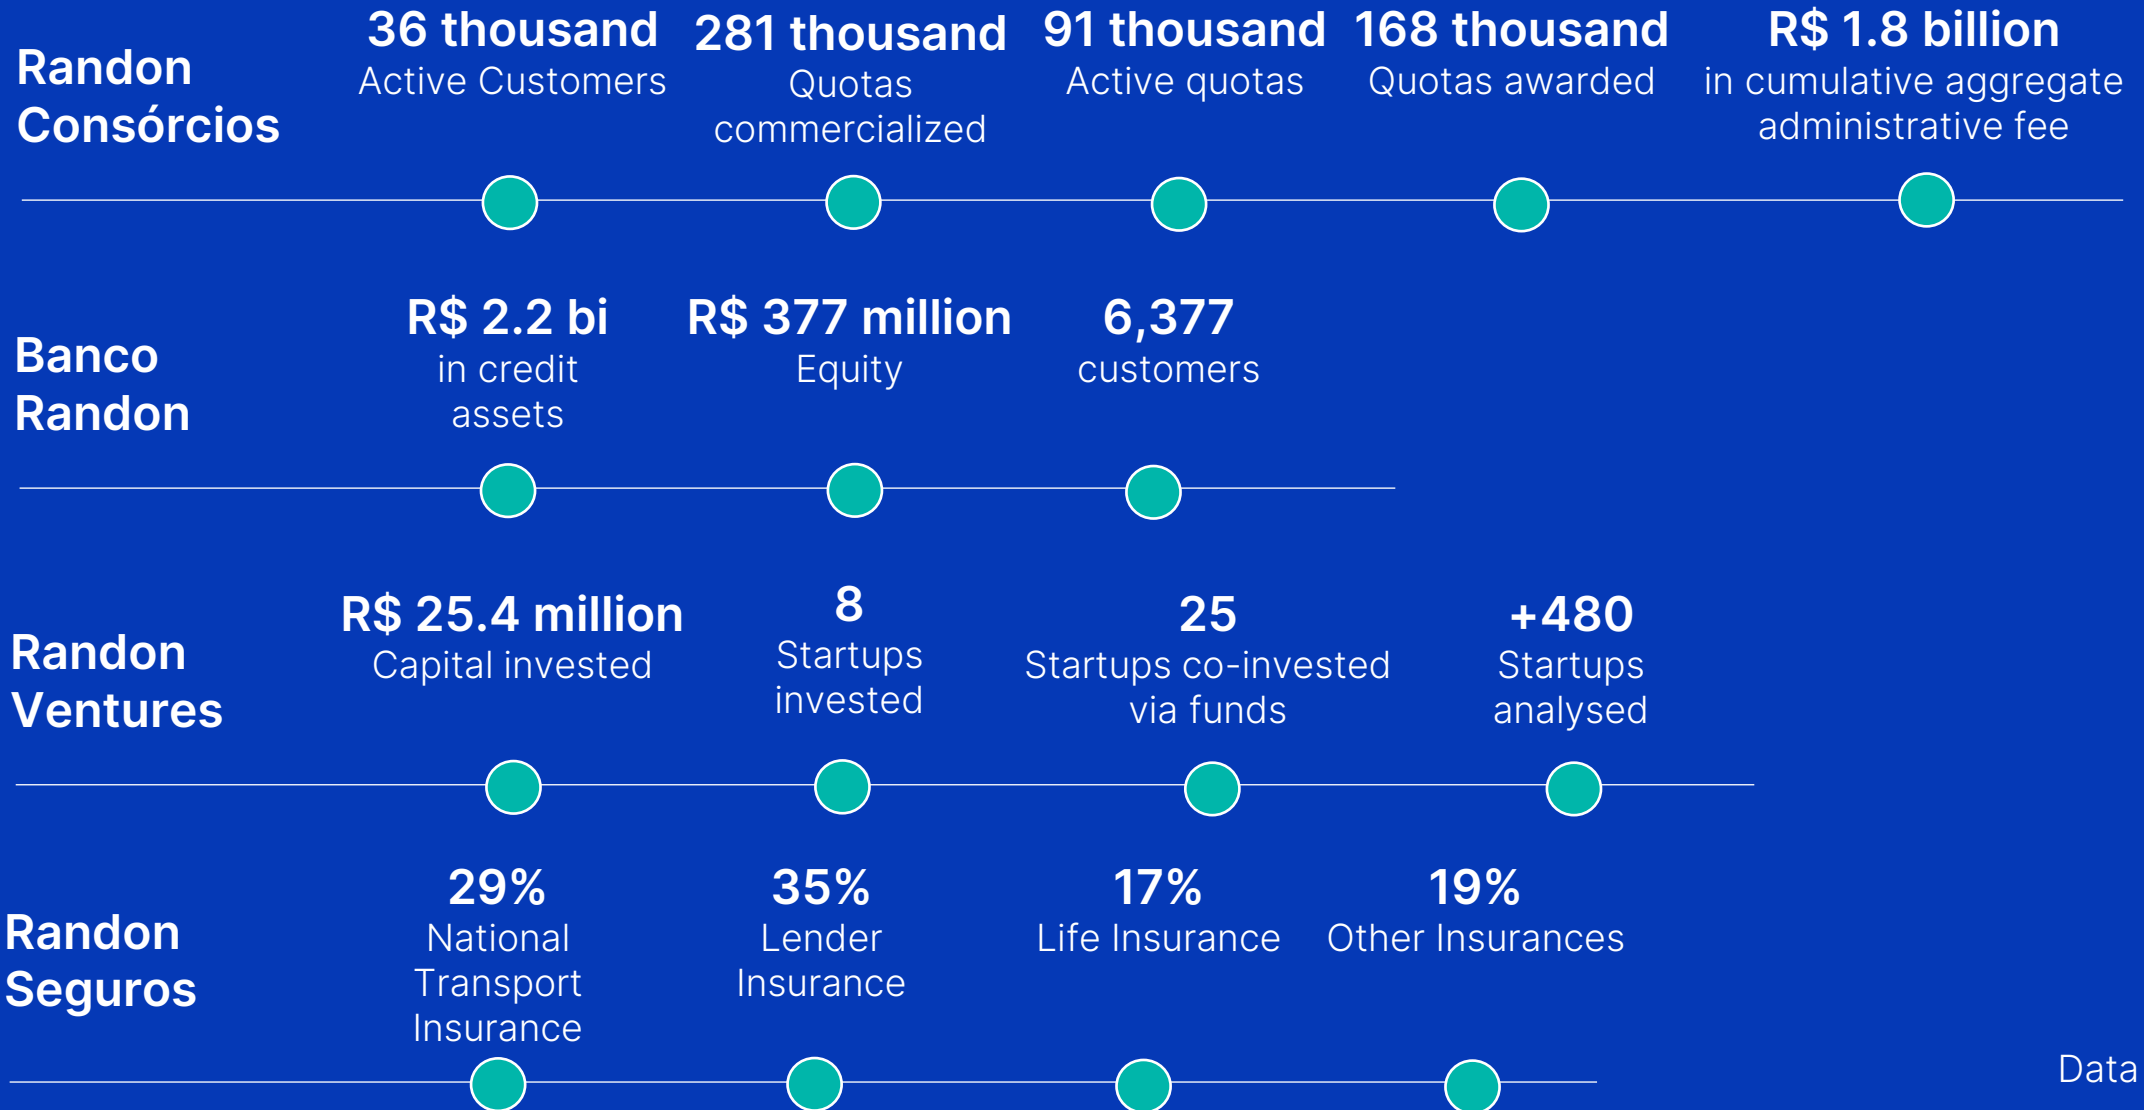 Randon
Consórcios
36 thousand
Active Customers
281 thousand
Quotas
commercialized
91 thousand
Active quotas
168 thousand
Quotas awarded
R$ 1.8 billion
in cumulative aggregate
administrative fee
Banco
Randon
R$ 2.2 bi
in credit
assets
R$ 377 million
Equity
6,377
customers
Randon
Ventures
R$ 25.4 million
Capital invested
8
Startups
invested
25
Startups co-invested
via funds
+480
Startups
analysed
Randon
Seguros
29%
National
Transport
Insurance
35%
Lender
Insurance
17%
Life Insurance
19%
Other Insurances
Data